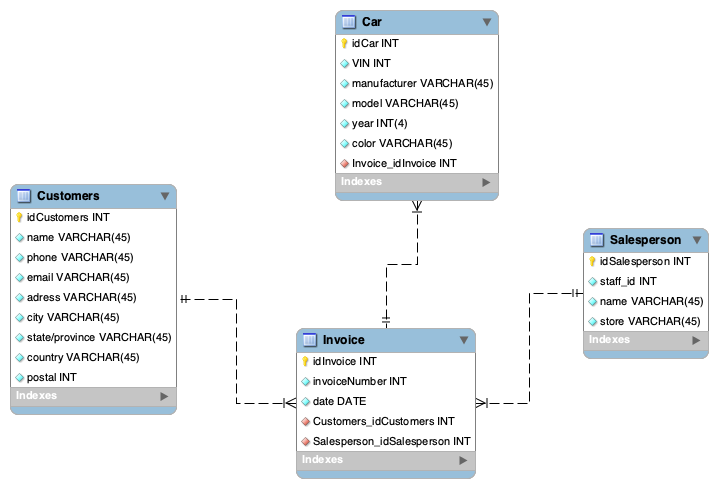 Car
idCar INT
VIN INT
manufacturer VARCHAR(45)
model VARCHAR(45)
year INT(4)
color VARCHAR(45)
Invoice_idInvoice INT
Indexes
Customers
idCustomers INT
name VARCHAR(45)
phone VARCHAR(45)
email VARCHAR(45)
adress VARCHAR(45)
city VARCHAR(45)
state/province VARCHAR(45)
country VARCHAR(45)
postal INT
Indexes
Salesperson
idSalesperson INT
staff_id INT
name VARCHAR(45)
store VARCHAR(45)
Indexes
Invoice
idInvoice INT
invoiceNumber INT
date DATE
Customers_idCustomers INT
Salesperson_idSalesperson INT
Indexes